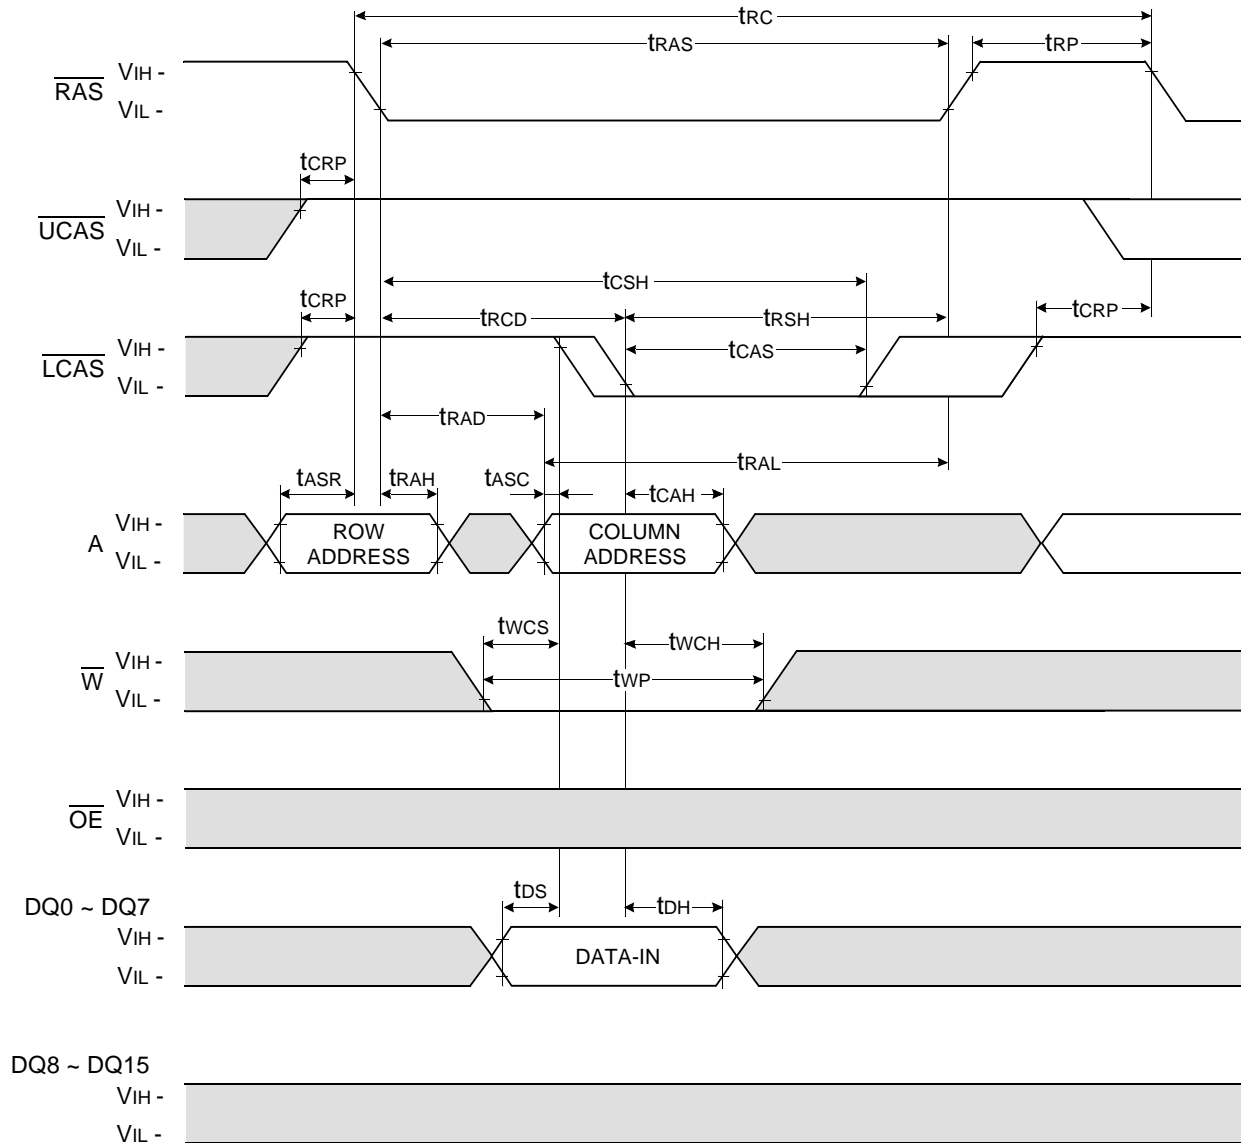 tRC
tRAS
tRP
RAS
VIH -
VIL -
tCRP
UCAS
VIH -
VIL -
tCSH
tCRP
tRCD
tRSH
tCRP
LCAS
VIH -
VIL -
tCAS
tRAD
tRAL
tASR
tRAH
tASC
tCAH
A
VIH -
VIL -
ROW
ADDRESS
COLUMN
ADDRESS
tWCS
tWCH
W
VIH -
VIL -
tWP
OE
VIH -
VIL -
tDS
tDH
DQ0 ~ DQ7
VIH -
VIL -
DATA-IN
DQ8 ~ DQ15
VIH -
VIL -